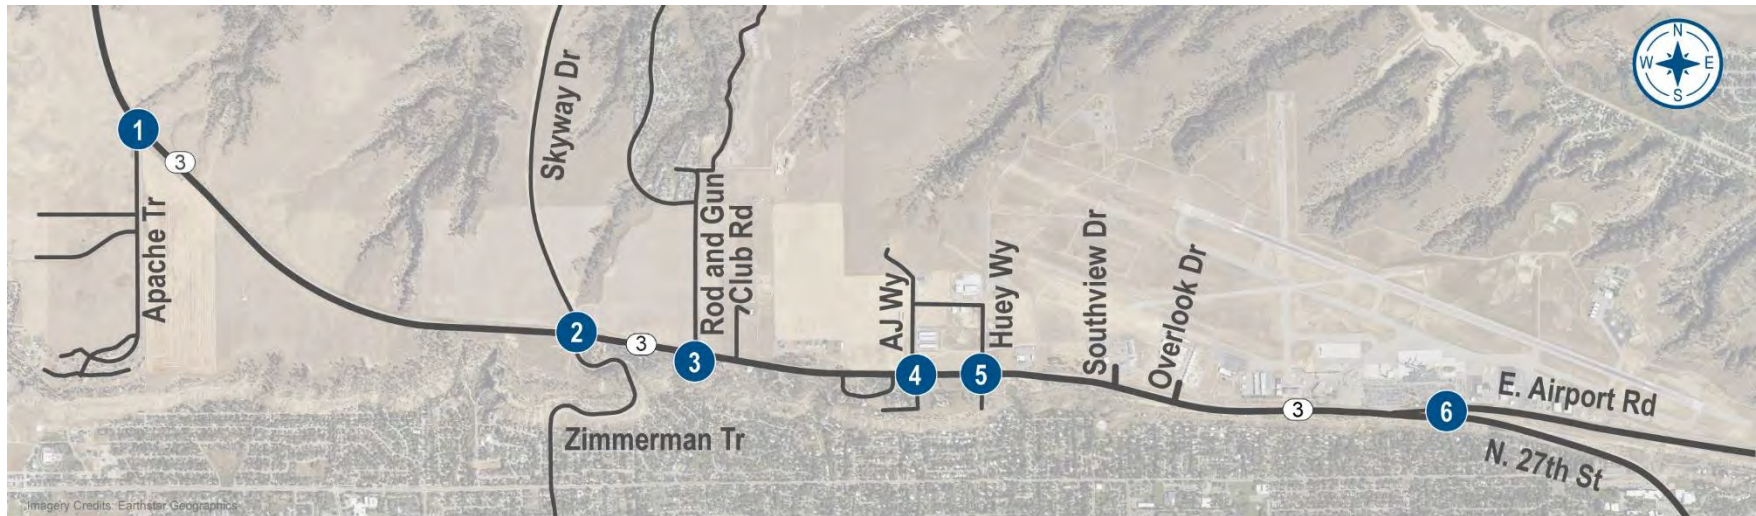 N
W
E
S
1
3
Apache Tr
Skyway Dr
2
3
Zimmerman Tr
Rod and Gun
Club Rd
3
AJ Wy
4
Huey Wy
5
Southview Dr
Overlook Dr
3
6
E. Airport Rd
N. 27th St
Imagery Credits: Earthstar Geographics